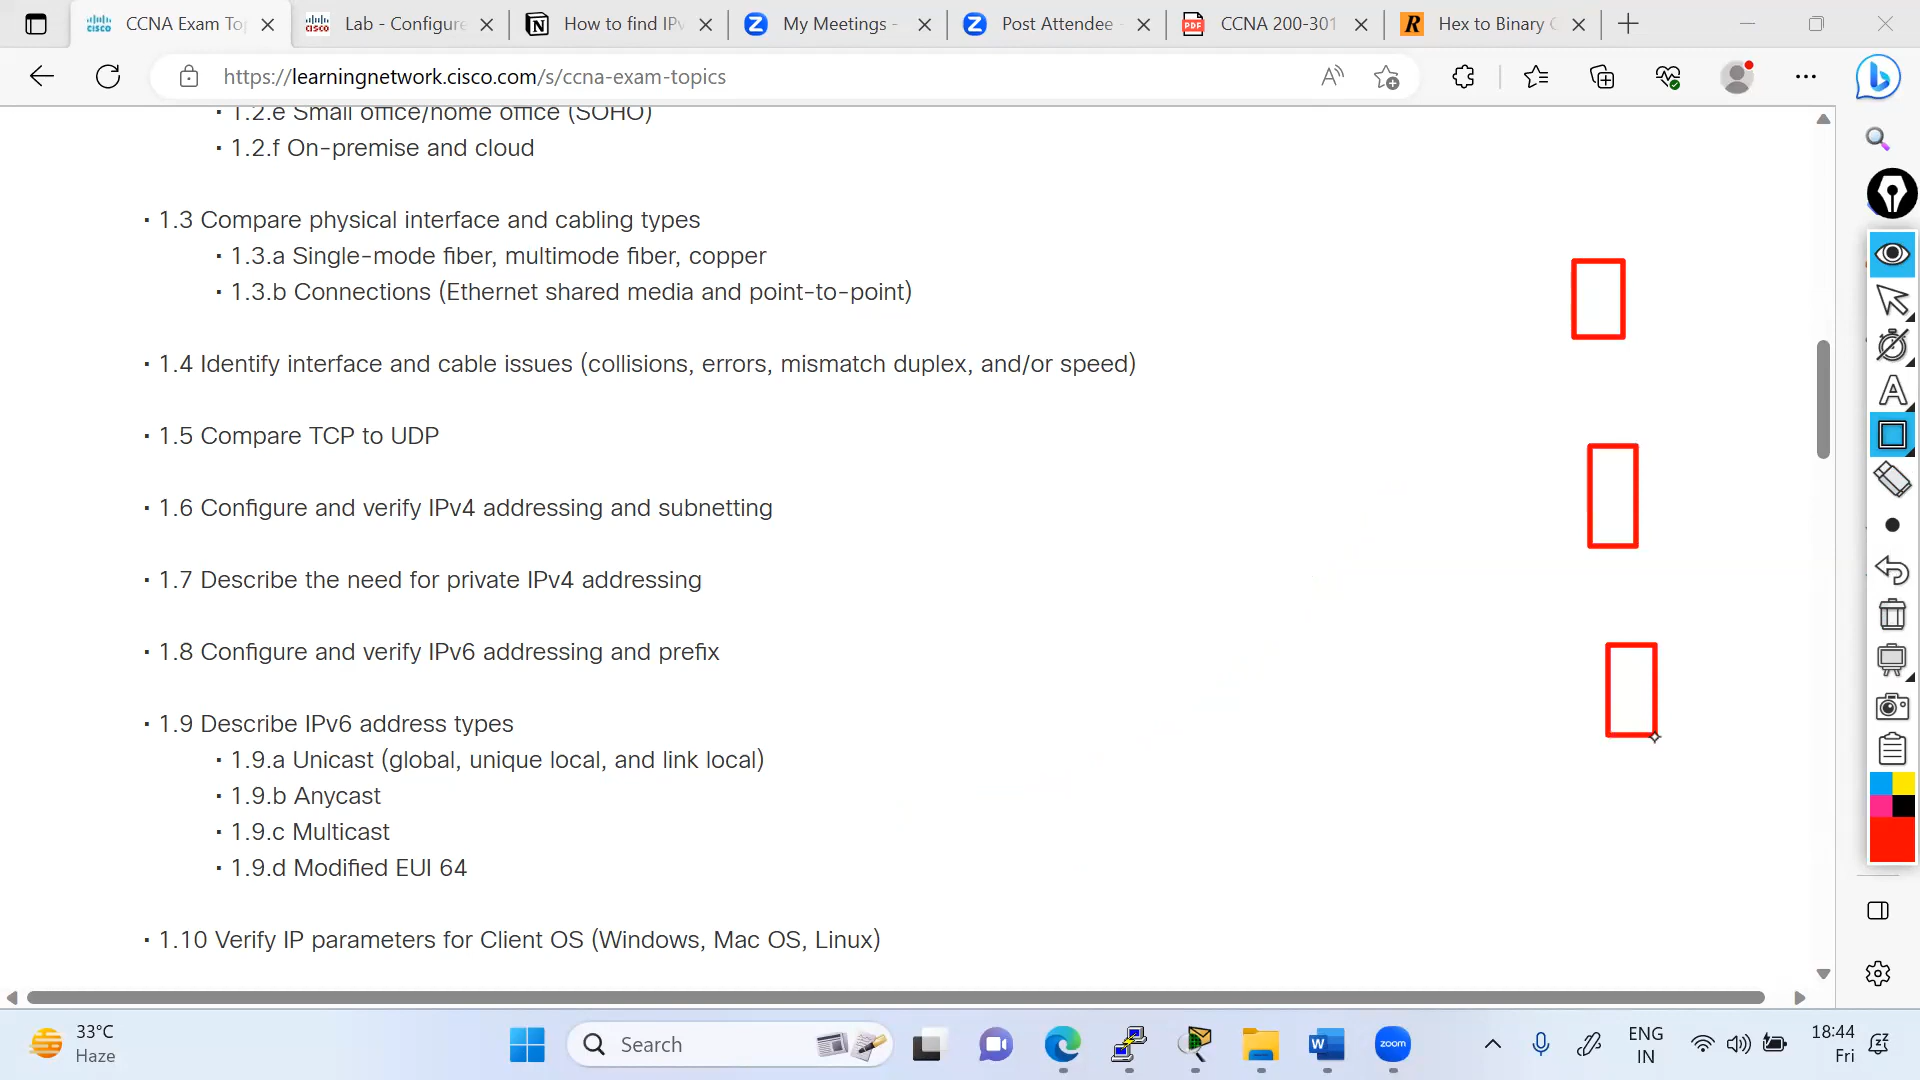 CCNA Exam To
Lab - Configure
How to find IPv
My Meetings -
Post Attendee -
CCNA 200-301
Hex to Binary C
https://learningnetwork.cisco.com/s/ccna-exam-topics
· 1.2.e Small office/home office (SOHO)
· 1.2.f On-premise and cloud
· 1.3 Compare physical interface and cabling types
· 1.3.a Single-mode fiber, multimode fiber, copper
· 1.3.b Connections (Ethernet shared media and point-to-point)
· 1.4 Identify interface and cable issues (collisions, errors, mismatch duplex, and/or speed)
· 1.5 Compare TCP to UDP
· 1.6 Configure and verify IPv4 addressing and subnetting
· 1.7 Describe the need for private IPv4 addressing
· 1.8 Configure and verify IPv6 addressing and prefix
· 1.9 Describe IPv6 address types
· 1.9.a Unicast (global, unique local, and link local)
· 1.9.b Anycast
· 1.9.c Multicast
· 1.9.d Modified EUI 64
· 1.10 Verify IP parameters for Client OS (Windows, Mac OS, Linux)
33°C
Haze
Search
zoom
ENG
IN
18:44
Fri